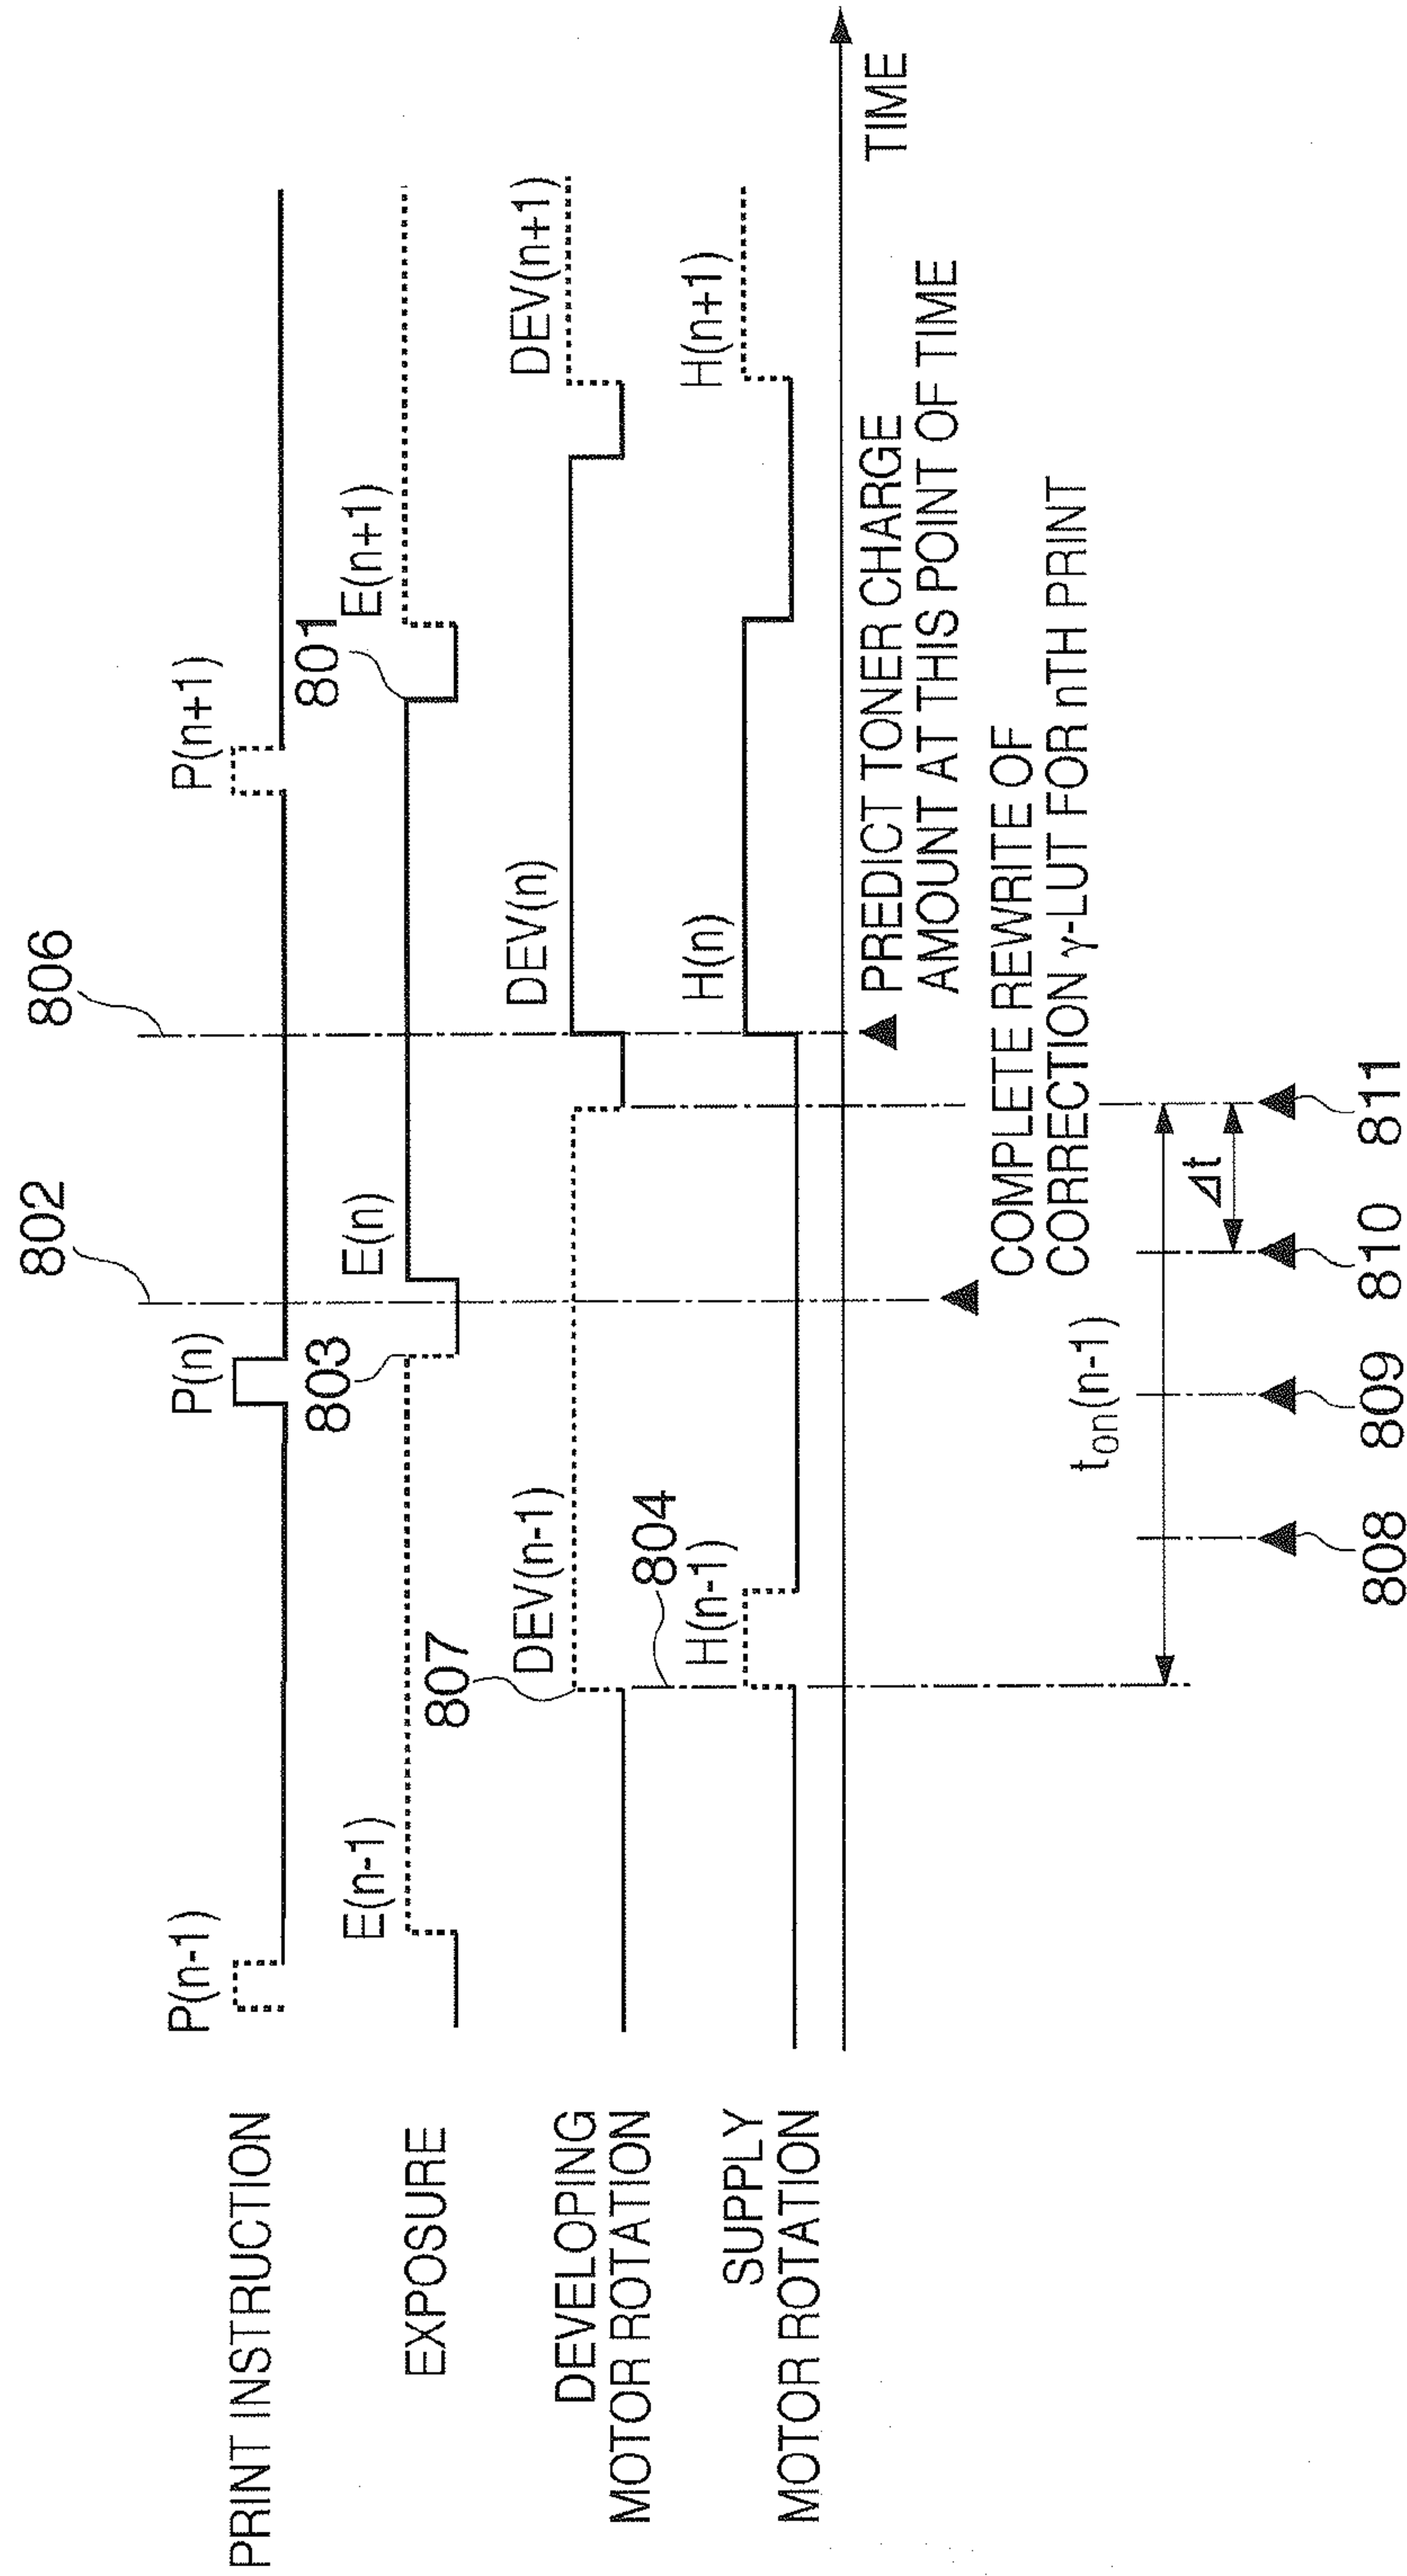 806
802
P(n-1)
P(n)
P(n+1)
PRINT INSTRUCTION
803
801
E(n-1)
E(n)
E(n+1)
EXPOSURE
807
DEV(n-1)
DEV(n)
DEV(n+1)
DEVELOPING
MOTOR ROTATION
804
H(n-1)
H(n)
H(n+1)
SUPPLY
MOTOR ROTATION
TIME
PREDICT TONER CHARGE
AMOUNT AT THIS POINT OF TIME
COMPLETE REWRITE OF
CORRECTION γ-LUT FOR nTH PRINT
ton(n-1)
Δt
808
809
810
811